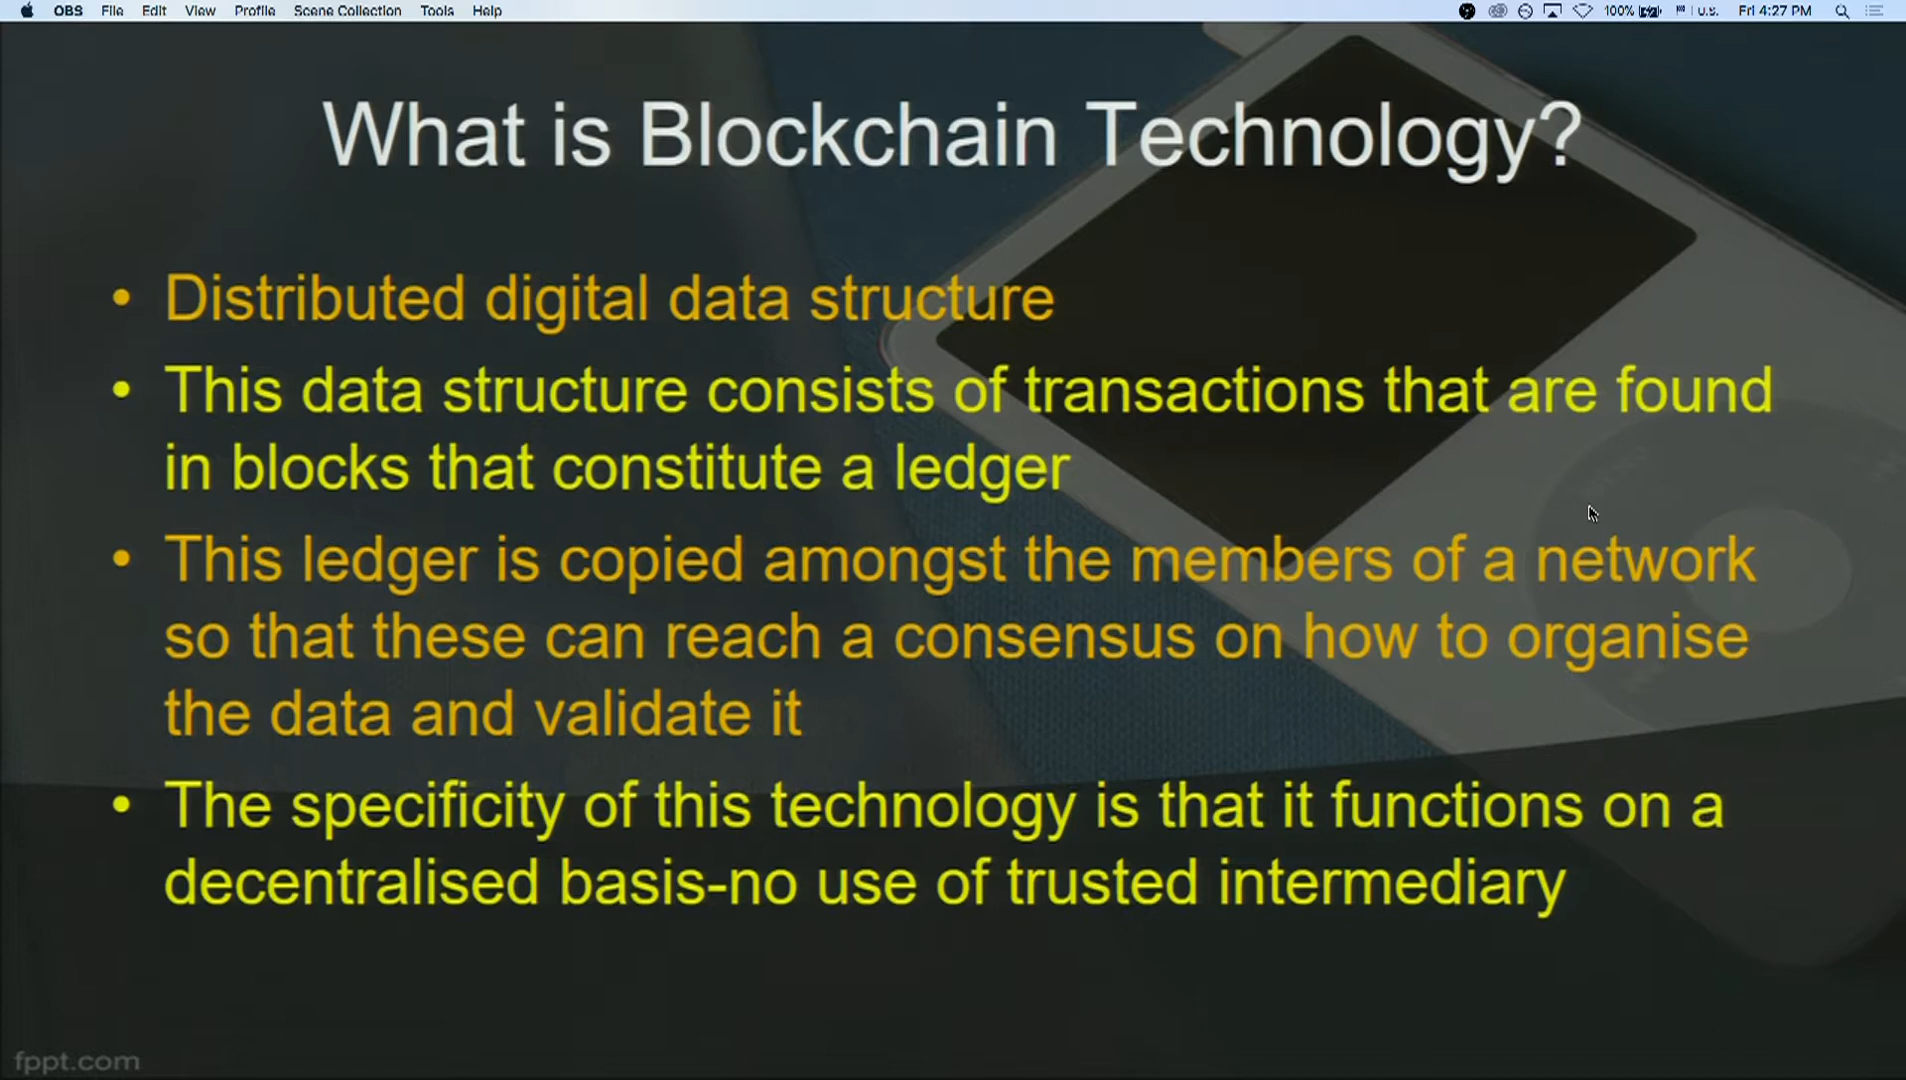 OBS File Edit View Profile Scene Collection Tools Help 100% U.S. Fri 4:27 PM
What is Blockchain Technology?
• Distributed digital data structure
• This data structure consists of transactions that are found
in blocks that constitute a ledger
• This ledger is copied amongst the members of a network
so that these can reach a consensus on how to organise
the data and validate it
• The specificity of this technology is that it functions on a
decentralised basis-no use of trusted intermediary
MENU
fppt.com